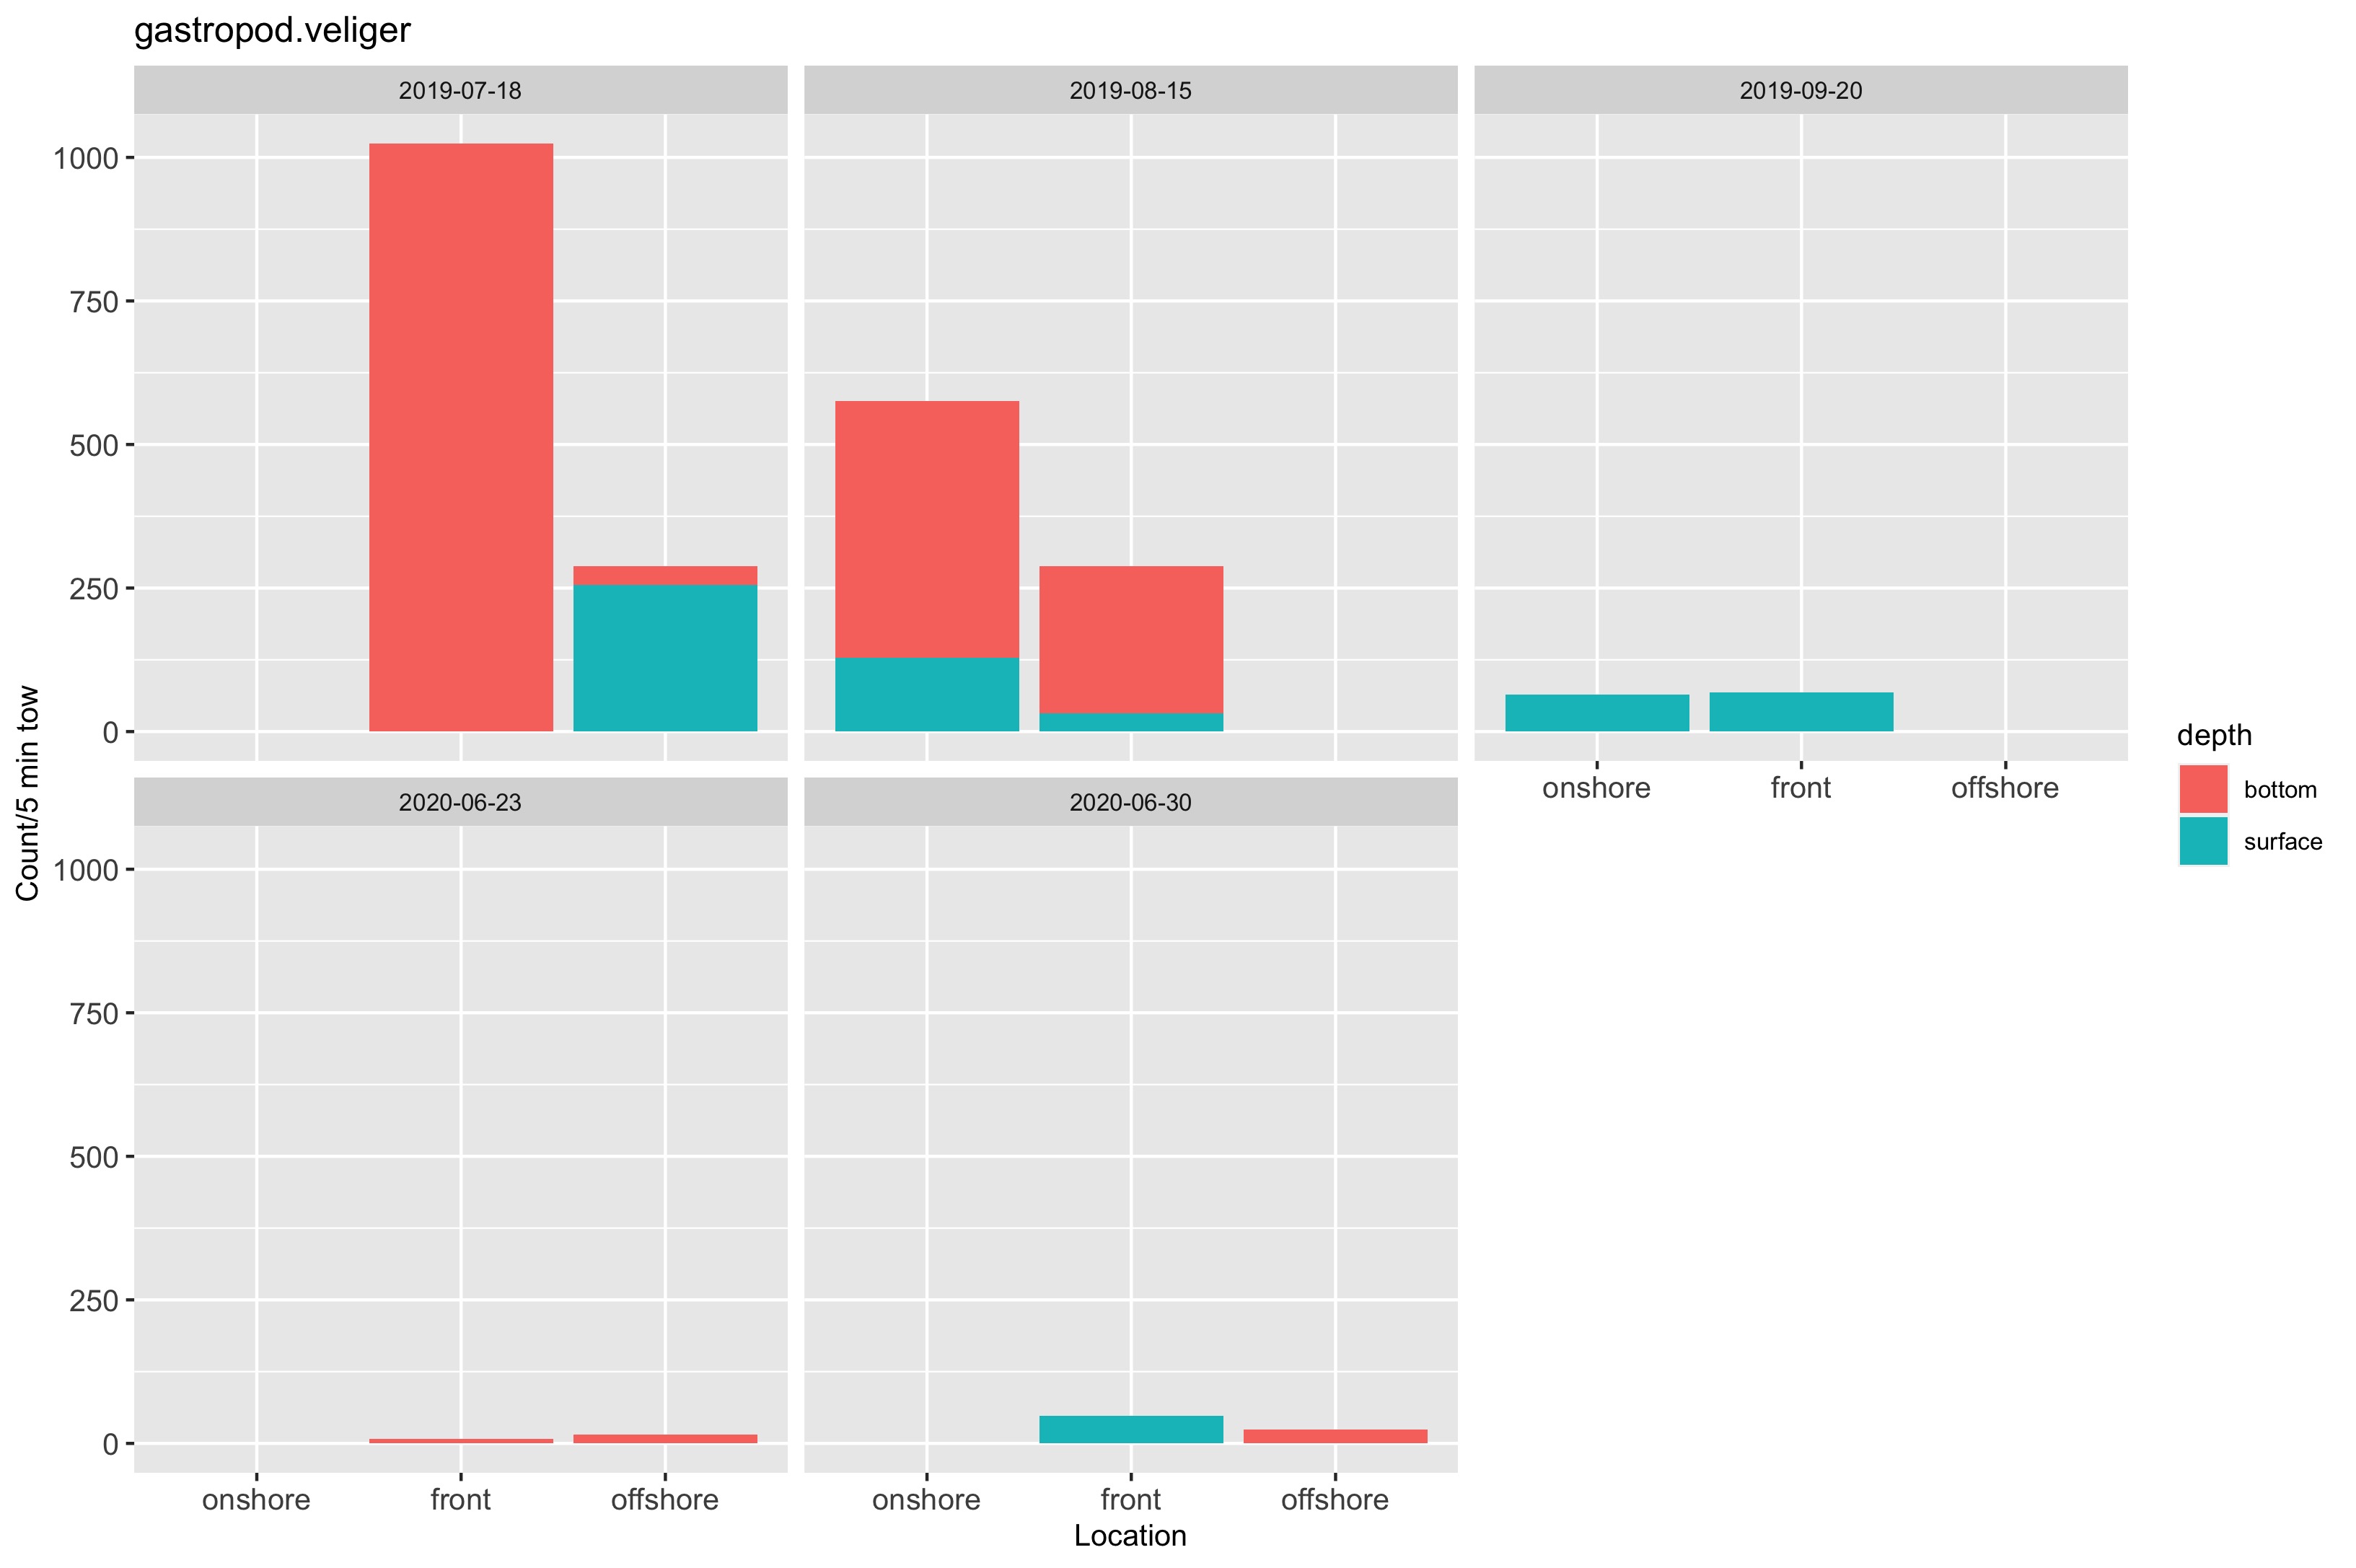 gastropod.veliger
2019-07-18
2019-08-15
2019-09-20
1000
750
500
250
0
onshore front offshore
2020-06-23
2020-06-30
1000
750
500
250
0
onshore front offshore
onshore front offshore
Location
Count/5 min tow
depth
bottom
surface